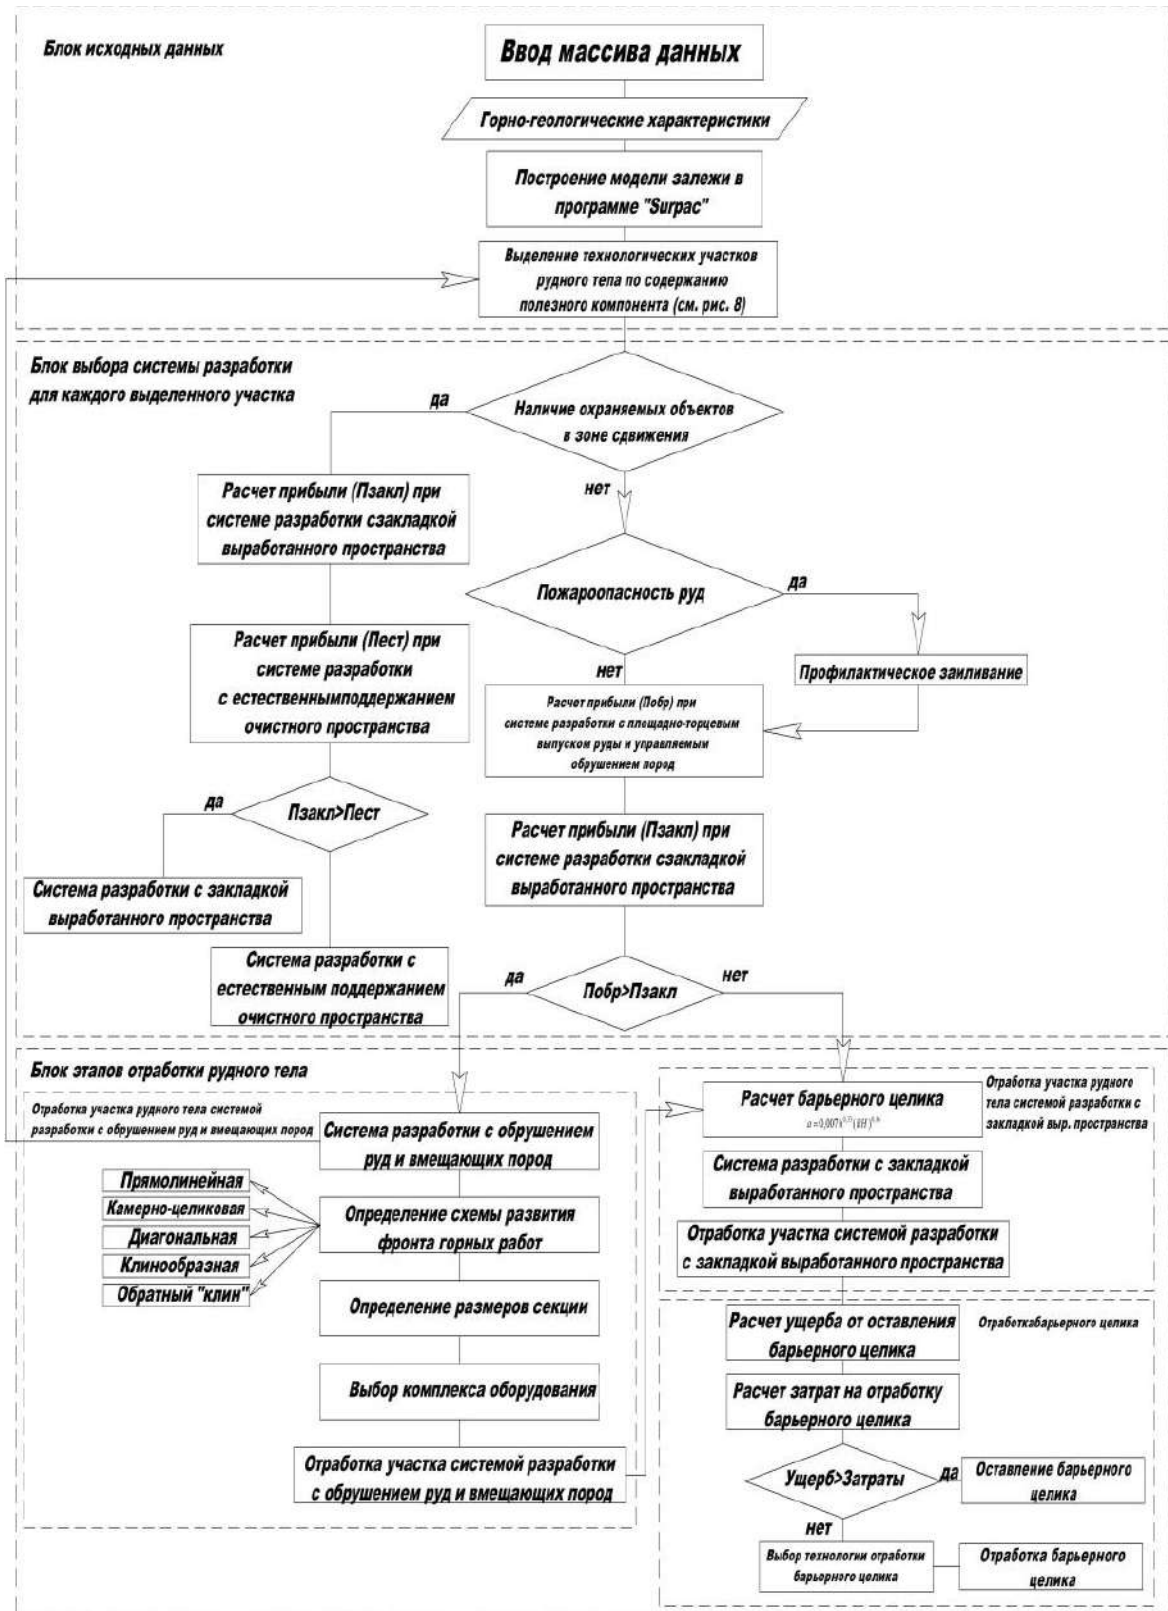 Блок исходных данных
Ввод массива данных
Горно-геологические характеристики
Построение модели залежи в
программе "Surpac"
Выделение технологических участков
рудного тепа по содержанию
полезного компонента (см. рис. 8)
Блок выбора системы разработки
для каждого выделенного участка
да
Наличие охраняемых объектов
в зоне сдвижения
нет
Расчет прибыли (Пзакл) при
системе разработки сзакладкой
выработанного пространства
Пожароопасность руд
да
Расчет прибыли (Пест) при
системе разработки
с естественнымподдержанием
очистного пространства
нет
Профилактическое заиливание
Расчет прибыли (Побр) при
системе разработки с площадно-торцевым
выпуском руды и управляемым
обрушением пород
да
Пзакл>Пест
Расчет прибыли (Пзакл) при
системе разработки сзакладкой
выработанного пространства
Система разработки с закладкой
выработанного пространства
Система разработки с
естественным поддержанием
очистного пространства
да
Побр>Пзакл
нет
Блок этапов отработки рудного тела
Отработка участка рудного тела системой
разработки с обрушением руд и вмещающих пород
Система разработки с обрушением
руд и вмещающих пород
Прямолинейная
Камерно-целиковая
Диагональная
Клинообразная
Обратный "клин"
Определение схемы развития
фронта горных работ
Определение размеров секции
Выбор комплекса оборудования
Отработка участка системой разработки
с обрушением руд и вмещающих пород
Расчет барьерного целика
Отработка участка рудного
тела системой разработки с
закладкой выр. пространства
Система разработки с закладкой
выработанного пространства
Отработка участка системой разработки
с закладкой выработанного пространства
Расчет ущерба от оставления
барьерного целика
Отработкабарьерного целика
Расчет затрат на отработку
барьерного целика
Ущерб>Затраты
да
Оставление барьерного
целика
нет
Выбор технологии отработки
барьерного целика
Отработка барьерного
целика